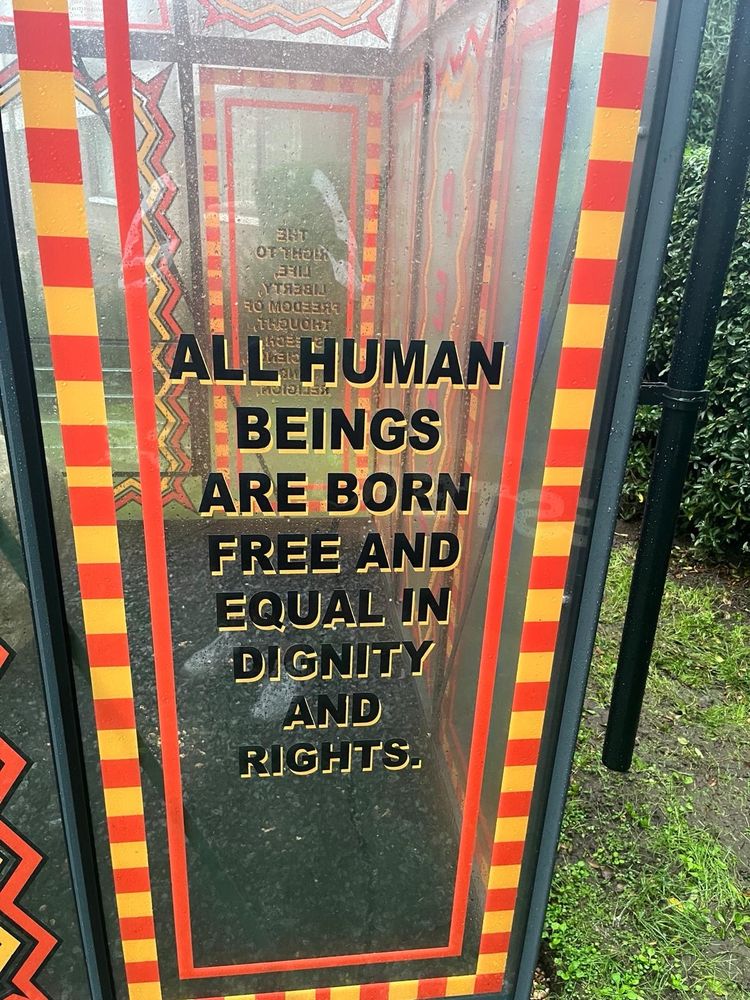 ALL HUMAN
BEINGS
ARE BORN
FREE AND
EQUAL IN
DIGNITY
AND
RIGHTS.
THE
RIGHT TO
LIFE,
LIBERTY,
FREEDOM OF
THOUGHT,
RELIGION